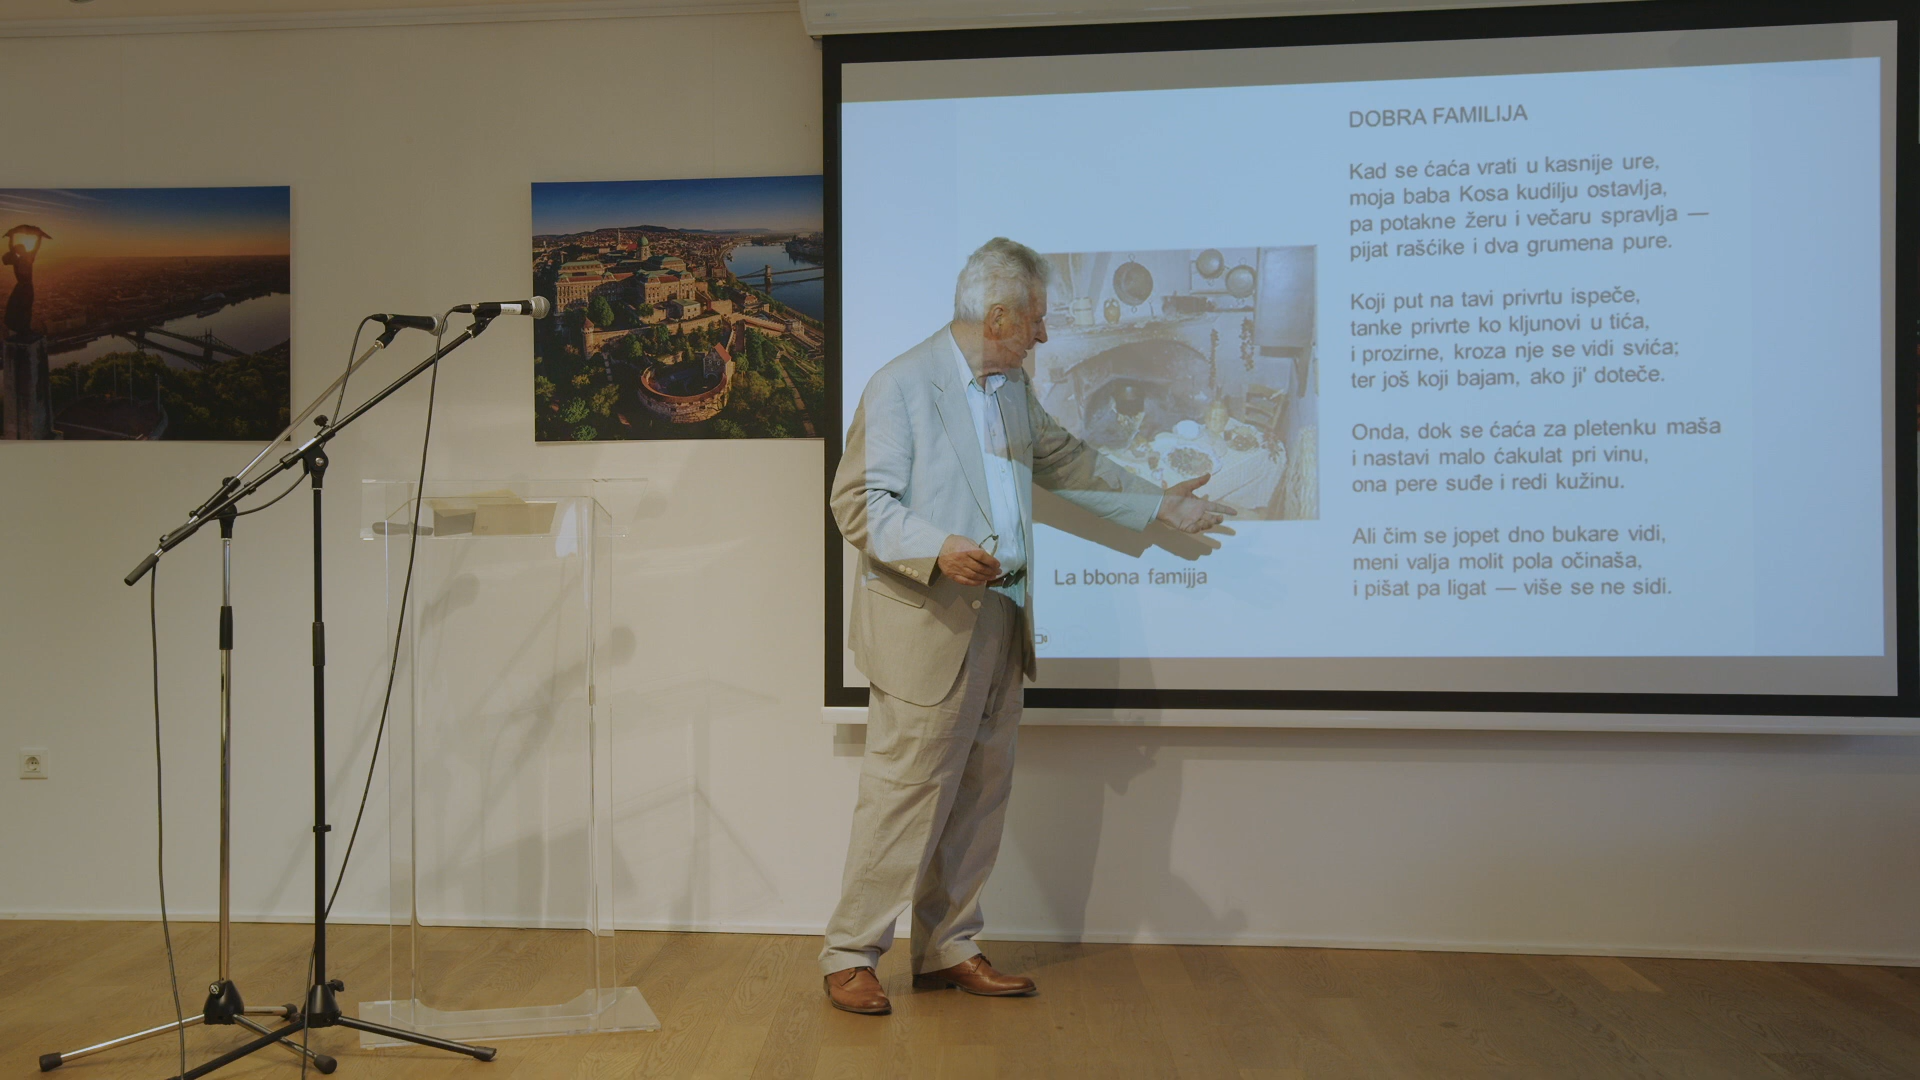 DOBRA FAMILIJA
Kad se ćaća vrati u kasnije ure,
moja baba Kosa kudilju ostavlja,
pa potakne žeru i večaru spravlja —
pijat rašćike i dva grumena pure.
Koji put na tavi privrtu ispeče,
tanke privrte ko kljunovi u tića,
i prozirne, kroza nje se vidi svića;
ter još koji bajam, ako ji' doteče.
Onda, dok se ćaća za pletenku maša
i nastavi malo ćakulat pri vinu,
ona pere suđe i redi kužinu.
Ali čim se jopet dno bukare vidi,
meni valja molit pola očinaša,
i pišat pa ligat — više se ne sidi.
La bbona famijja